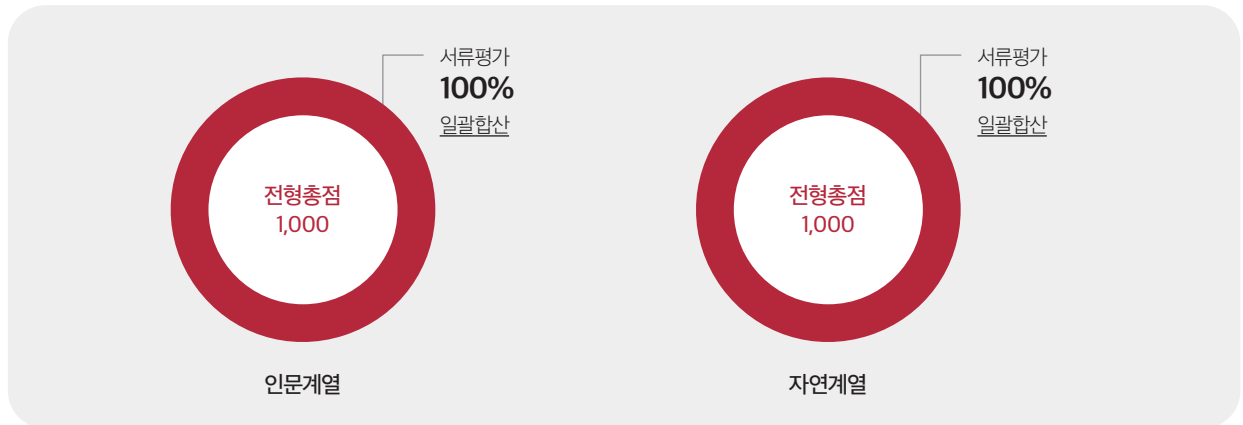 서류평가
100%
일괄합산
전형총점
1,000
인문계열
서류평가
100%
일괄합산
전형총점
1,000
자연계열